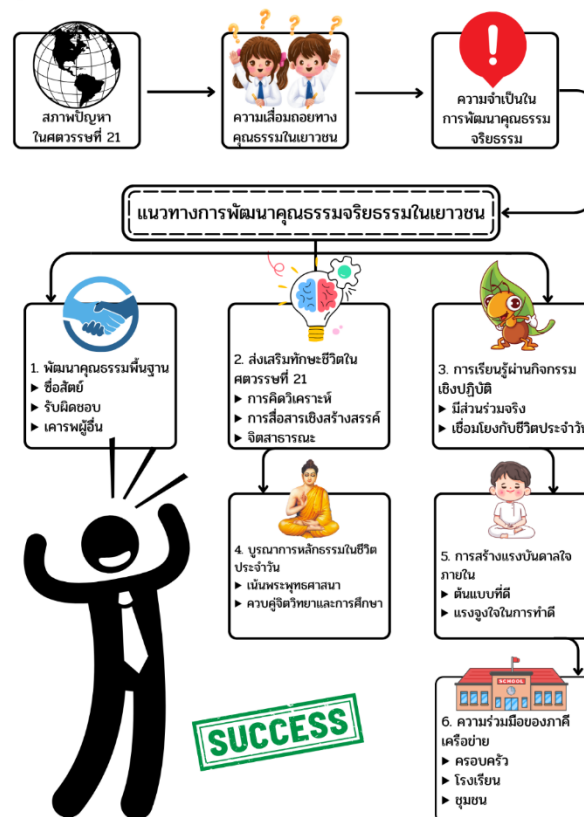 สภาพปัญหา
ในศตวรรษที่ 21
ความเสื่อมถอยทาง
คุณธรรมในเยาวชน
ความจำเป็นใน
การพัฒนาคุณธรรม
จริยธรรม
แนวทางการพัฒนาคุณธรรมจริยธรรมในเยาวชน
1. พัฒนาคุณธรรมพื้นฐาน
▶ ซื่อสัตย์
▶ รับผิดชอบ
▶ เคารพผู้อื่น
2. ส่งเสริมทักษะชีวิตใน
ศตวรรษที่ 21
▶ การคิดวิเคราะห์
▶ การสื่อสารเชิงสร้างสรรค์
▶ จิตสาธารณะ
3. การเรียนรู้ผ่านกิจกรรม
เชิงปฏิบัติ
▶ มีส่วนร่วมจริง
▶ เชื่อมโยงกับชีวิตประจำวัน
4. บูรณาการหลักธรรมในชีวิต
ประจำวัน
▶ เน้นพระพุทธศาสนา
▶ ควบคู่จิตวิทยาและการศึกษา
5. การสร้างแรงบันดาลใจ
ภายใน
▶ ต้นแบบที่ดี
▶ แรงจูงใจในการทำดี
SCHOOL
6. ความร่วมมือของภาคี
เครือข่าย
▶ ครอบครัว
▶ โรงเรียน
▶ ชุมชน
SUCCESS